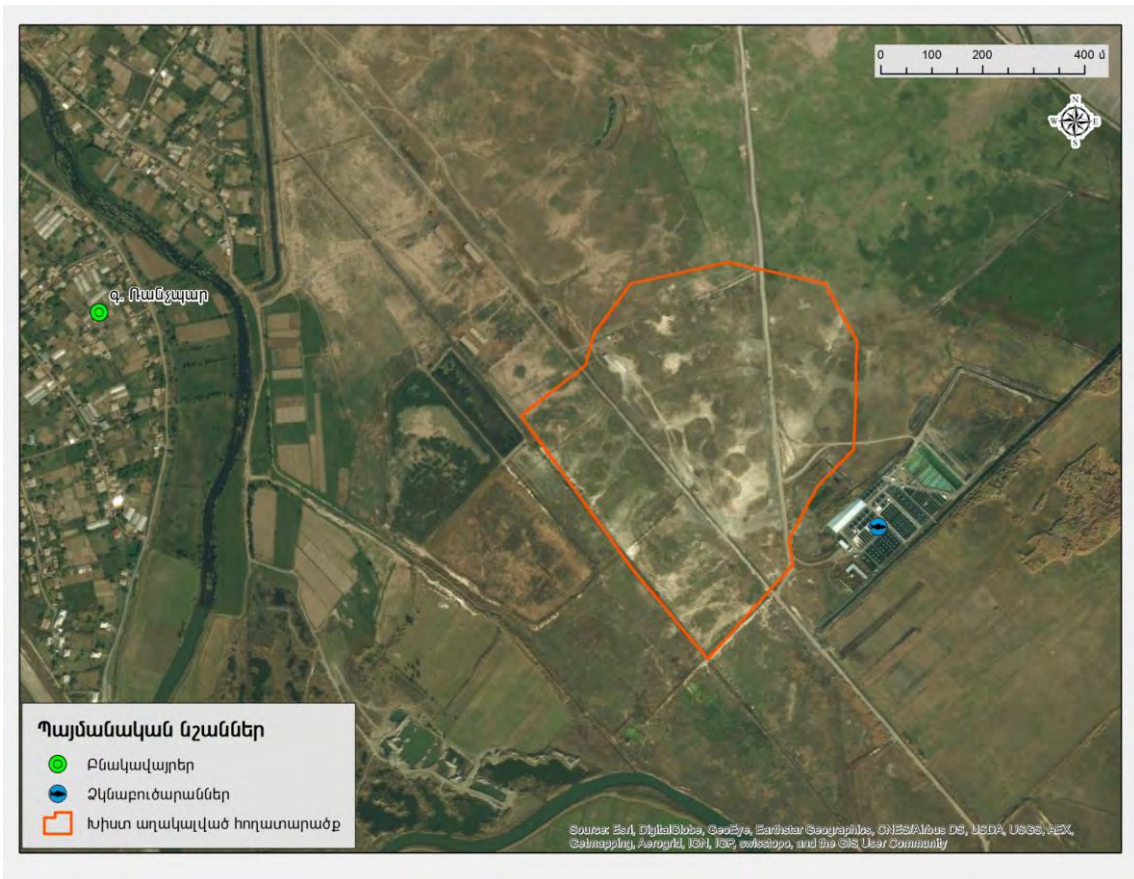 0 100 200 400 մ
N
W E
S
գ. Ռանչպար
Պայմանական նշաններ
Բնակավայրեր
Ձկնաբուծարաններ
Խիստ աղակալված հողատարածք
Source: Esri, DigitalGlobe, GeoEye, Earthstar Geographics, CNES/Airbus DS, USDA, USGS, AEX,
Getmapping, Aerogrid, IGN, IGP, swisstopo, and the GIS User Community